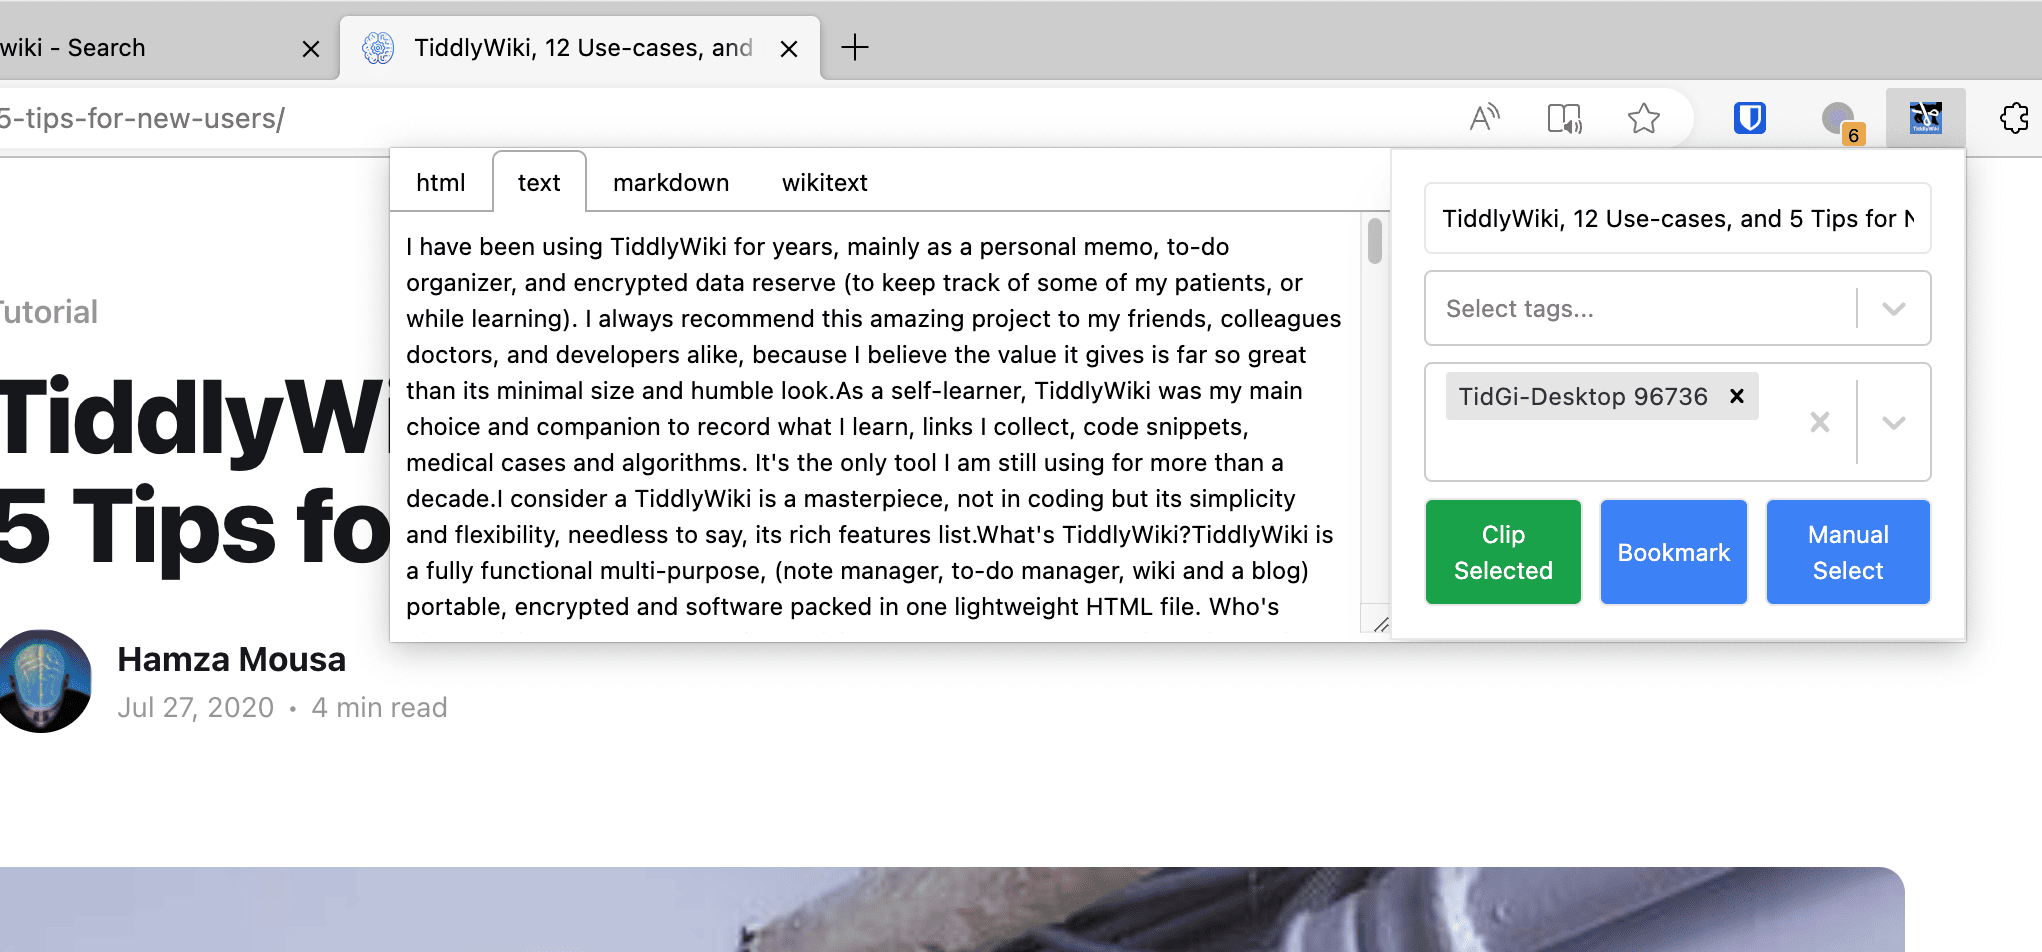 wiki - Search
TiddlyWiki, 12 Use-cases, and
5-tips-for-new-users/
6
TiddlyWiki
html
text
markdown
wikitext
I have been using TiddlyWiki for years, mainly as a personal memo, to-do
organizer, and encrypted data reserve (to keep track of some of my patients, or
while learning). I always recommend this amazing project to my friends, colleagues
doctors, and developers alike, because I believe the value it gives is far so great
than its minimal size and humble look.As a self-learner, TiddlyWiki was my main
choice and companion to record what I learn, links I collect, code snippets,
medical cases and algorithms. It's the only tool I am still using for more than a
decade.I consider a TiddlyWiki is a masterpiece, not in coding but its simplicity
and flexibility, needless to say, its rich features list.What's TiddlyWiki?TiddlyWiki is
a fully functional multi-purpose, (note manager, to-do manager, wiki and a blog)
portable, encrypted and software packed in one lightweight HTML file. Who's
TiddlyWiki, 12 Use-cases, and 5 Tips for N
Select tags...
TidGi-Desktop 96736
Clip
Selected
Bookmark
Manual
Select
Tutorial
TiddlyWi
5 Tips fo
Hamza Mousa
Jul 27, 2020 • 4 min read